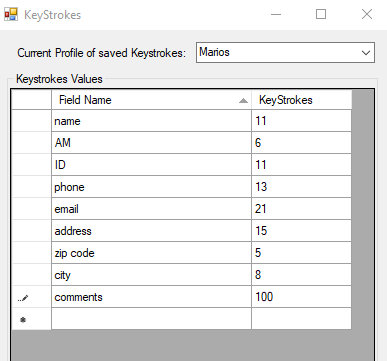 KeyStrokes
Current Profile of saved Keystrokes: Marios
Keystrokes Values
Field Name KeyStrokes
name 11
AM 6
ID 11
phone 13
email 21
address 15
zip code 5
city 8
comments 100